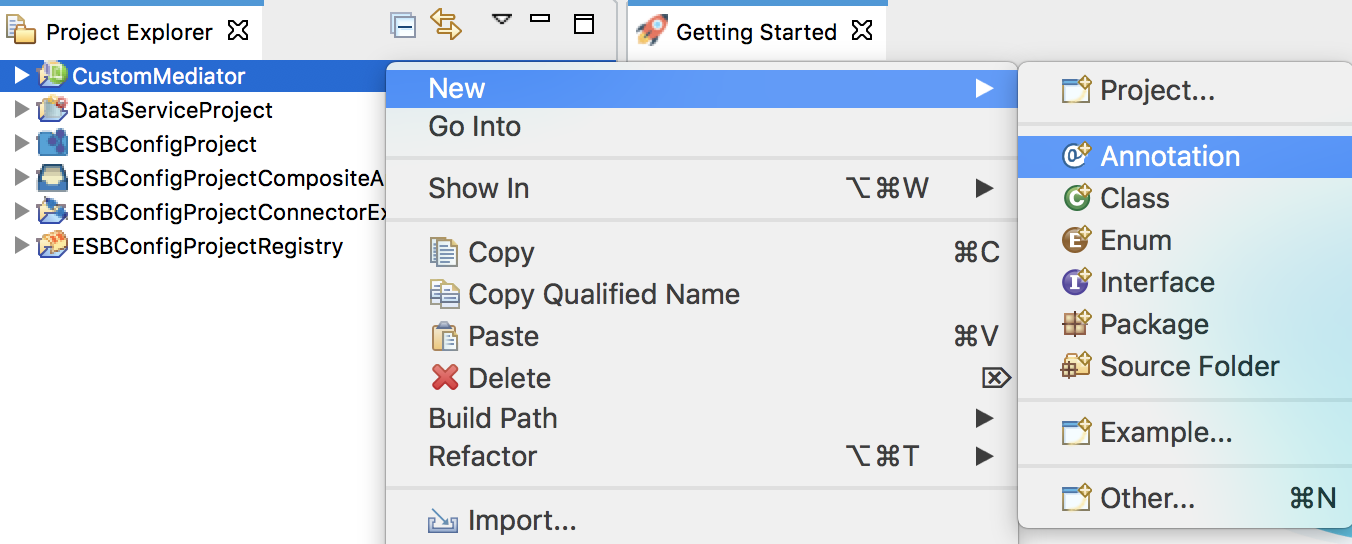 Project Explorer
Getting Started
CustomMediator
DataServiceProject
ESBConfigProject
ESBConfigProjectCompositeA
ESBConfigProjectConnectorEx
ESBConfigProjectRegistry
New
Go Into
Show In ⌥⌘W
Copy ⌘C
Copy Qualified Name
Paste ⌘V
Delete ⌦
Build Path
Refactor ⌥⌘T
Import...
Project...
Annotation
Class
Enum
Interface
Package
Source Folder
Example...
Other... ⌘N